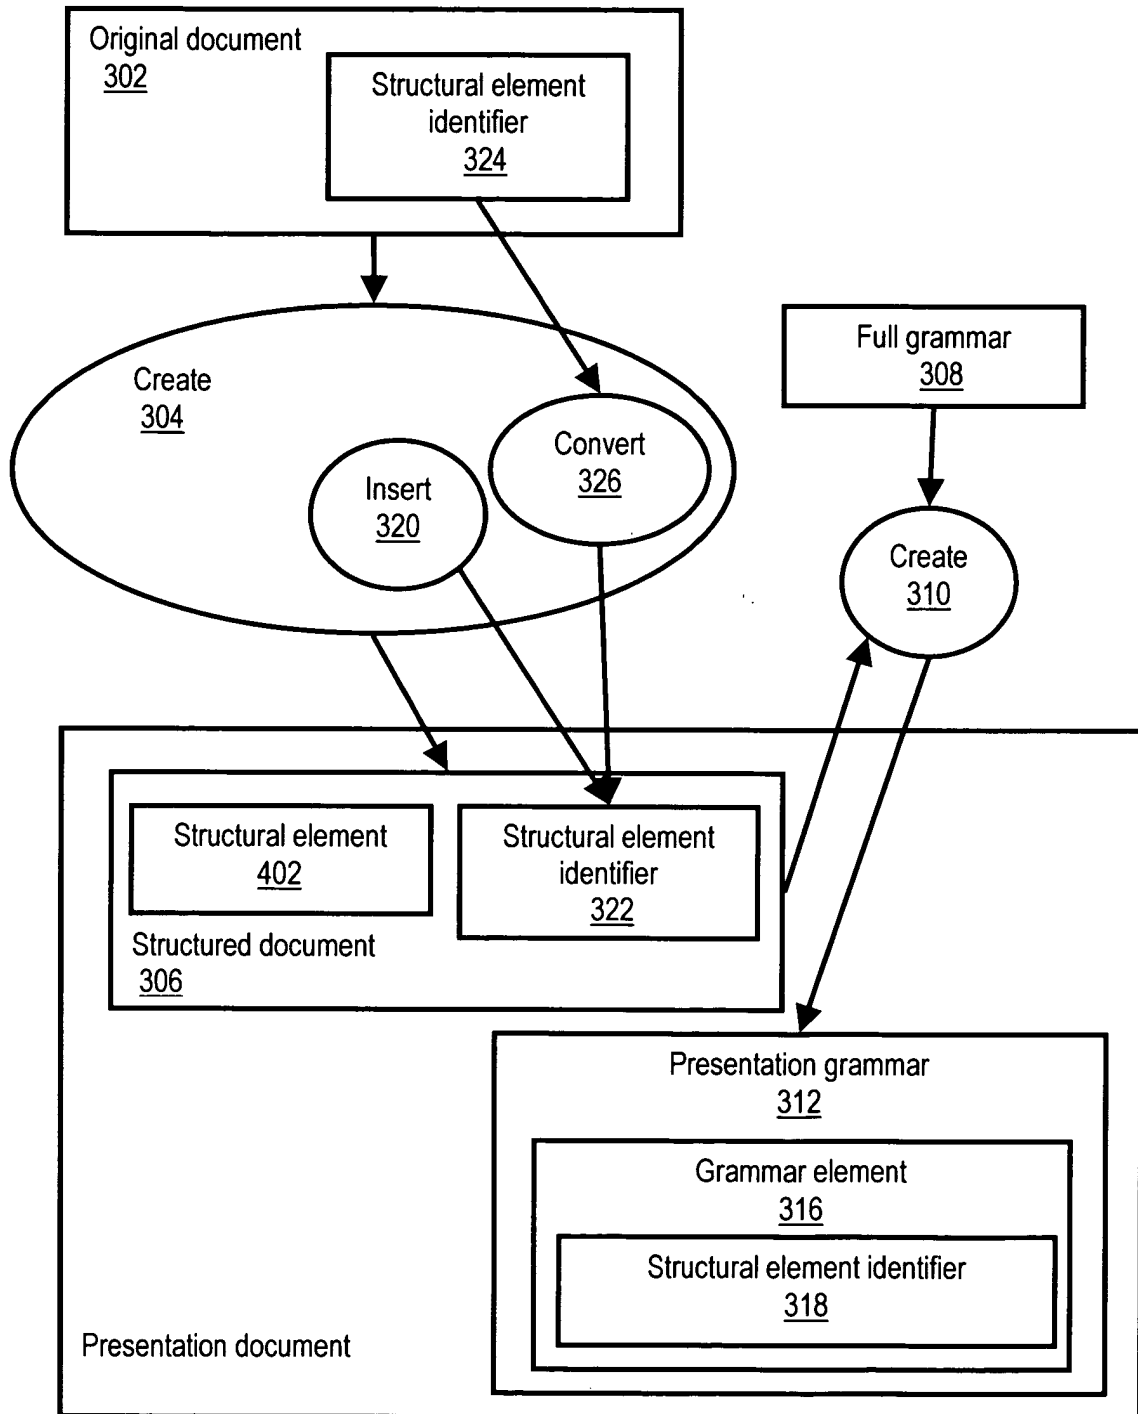 Original document
302
Structural element
identifier
324
Create
304
Convert
326
Insert
320
Full grammar
308
Create
310
Structural element
402
Structural element
identifier
322
Structured document
306
Presentation grammar
312
Grammar element
316
Structural element identifier
318
Presentation document